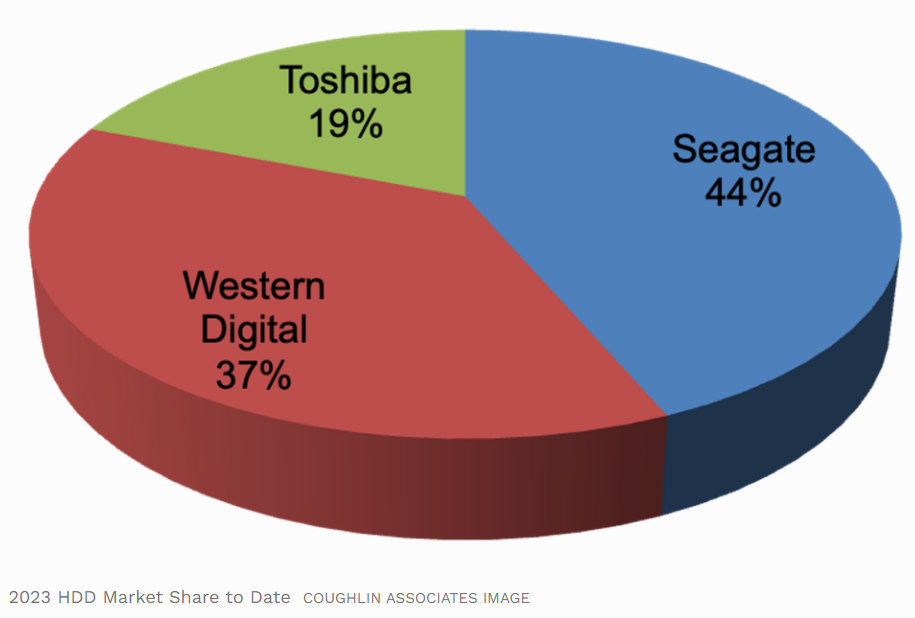 Toshiba
19%
Seagate
44%
Western
Digital
37%
2023 HDD Market Share to Date COUGHLIN ASSOCIATES IMAGE